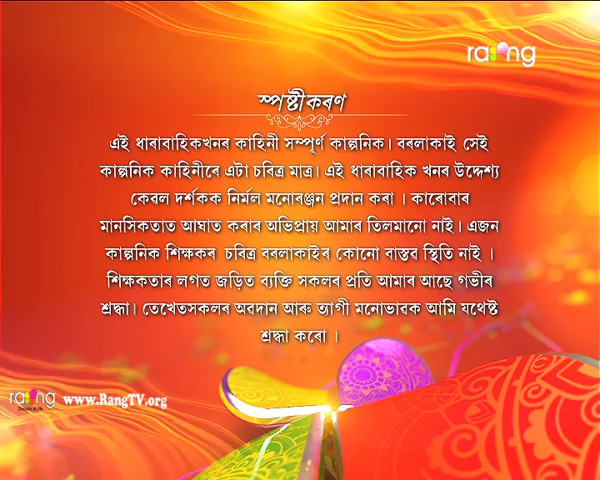 rang
স্পষ্টীকৰণ
এই ধাৰাবাহিকখনৰ কাহিনী সম্পূৰ্ণ কাল্পনিক। বৰলাকাই সেই
কাল্পনিক কাহিনীৰে এটা চৰিত্ৰ মাত্ৰ। এই ধাৰাবাহিক খনৰ উদ্দেশ্য
কেৱল দৰ্শকক নিৰ্মল মনোৰঞ্জন প্ৰদান কৰা । কাৰোবাৰ
মানসিকতাত আঘাত কৰাৰ অভিপ্ৰায় আমাৰ তিলমানো নাই। এজন
কাল্পনিক শিক্ষকৰ চৰিত্ৰ বৰলাকাইৰ কোনো বাস্তৱ স্থিতি নাই ।
শিক্ষকতাৰ লগত জড়িত ব্যক্তি সকলৰ প্ৰতি আমাৰ আছে গভীৰ
শ্ৰদ্ধা। তেখেতসকলৰ অৱদান আৰু ত্যাগী মনোভাৱক আমি যথেষ্ট
শ্ৰদ্ধা কৰো ।
rang www.RangTV.org